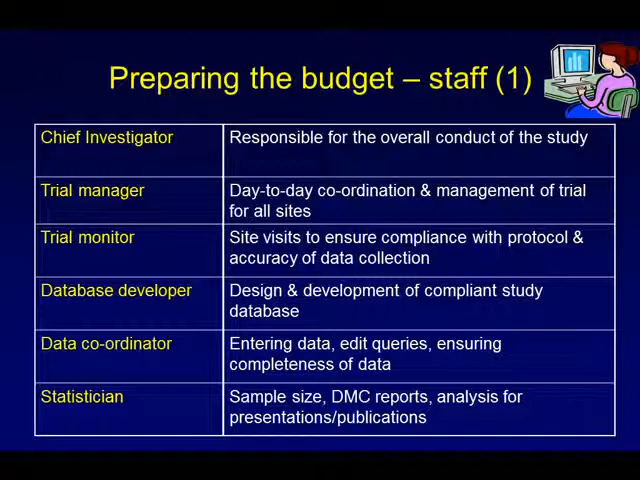 Preparing the budget – staff (1)
Chief Investigator
Responsible for the overall conduct of the study
Trial manager
Day-to-day co-ordination & management of trial
for all sites
Trial monitor
Site visits to ensure compliance with protocol &
accuracy of data collection
Database developer
Design & development of compliant study
database
Data co-ordinator
Entering data, edit queries, ensuring
completeness of data
Statistician
Sample size, DMC reports, analysis for
presentations/publications